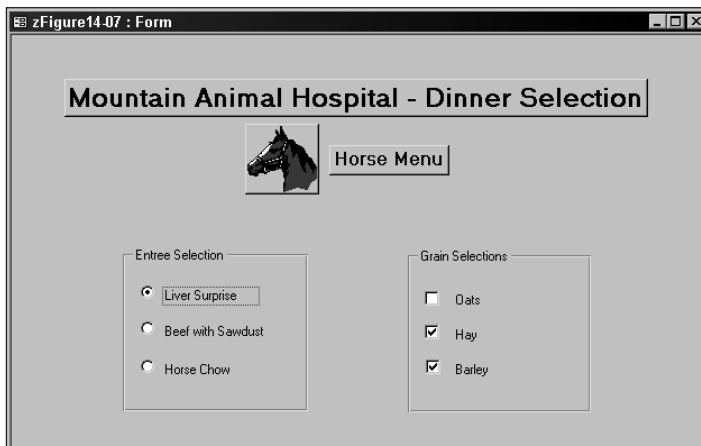 zFigure14-07 : Form
Mountain Animal Hospital - Dinner Selection
Horse Menu
Entree Selection
Liver Surprise
Beef with Sawdust
Horse Chow
Grain Selections
Oats
Hay
Barley